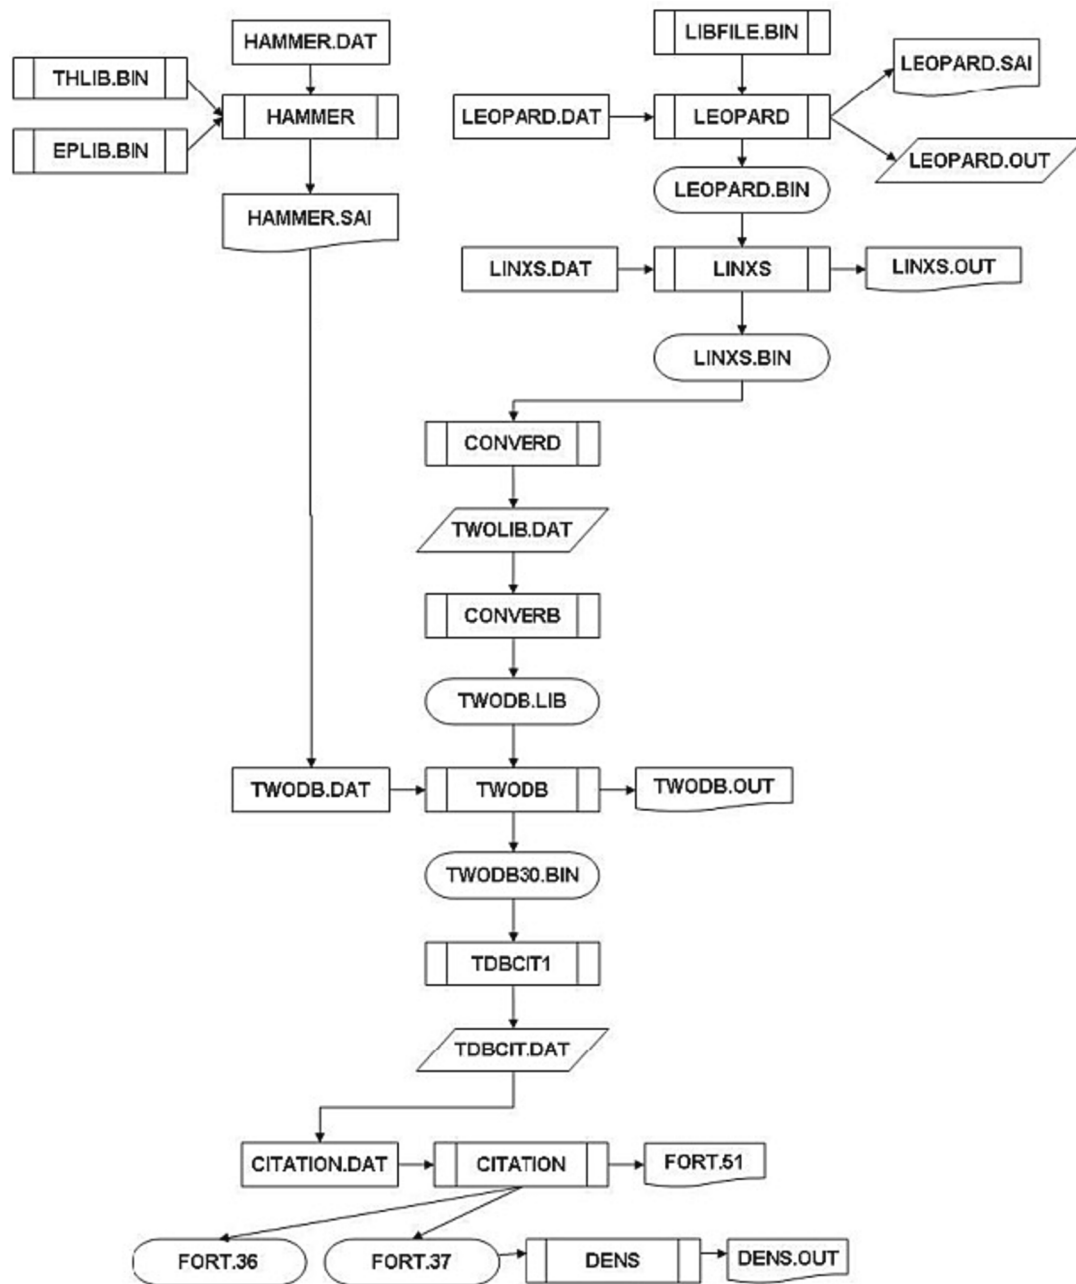 HAMMER.DAT
LIBFILE.BIN
LEOPARD.SAI
THLIB.BIN
HAMMER
LEOPARD.DAT
LEOPARD
EPLIB.BIN
LEOPARD.OUT
LEOPARD.BIN
HAMMER.SAI
LINXS.DAT
LINXS
LINXS.OUT
LINXS.BIN
CONVERD
TWOLIB.DAT
CONVERB
TWODB.LIB
TWODB.DAT
TWODB
TWODB.OUT
TWODB30.BIN
TDBCIT1
TDBCIT.DAT
CITATION.DAT
CITATION
FORT.51
FORT.36
FORT.37
DENS
DENS.OUT